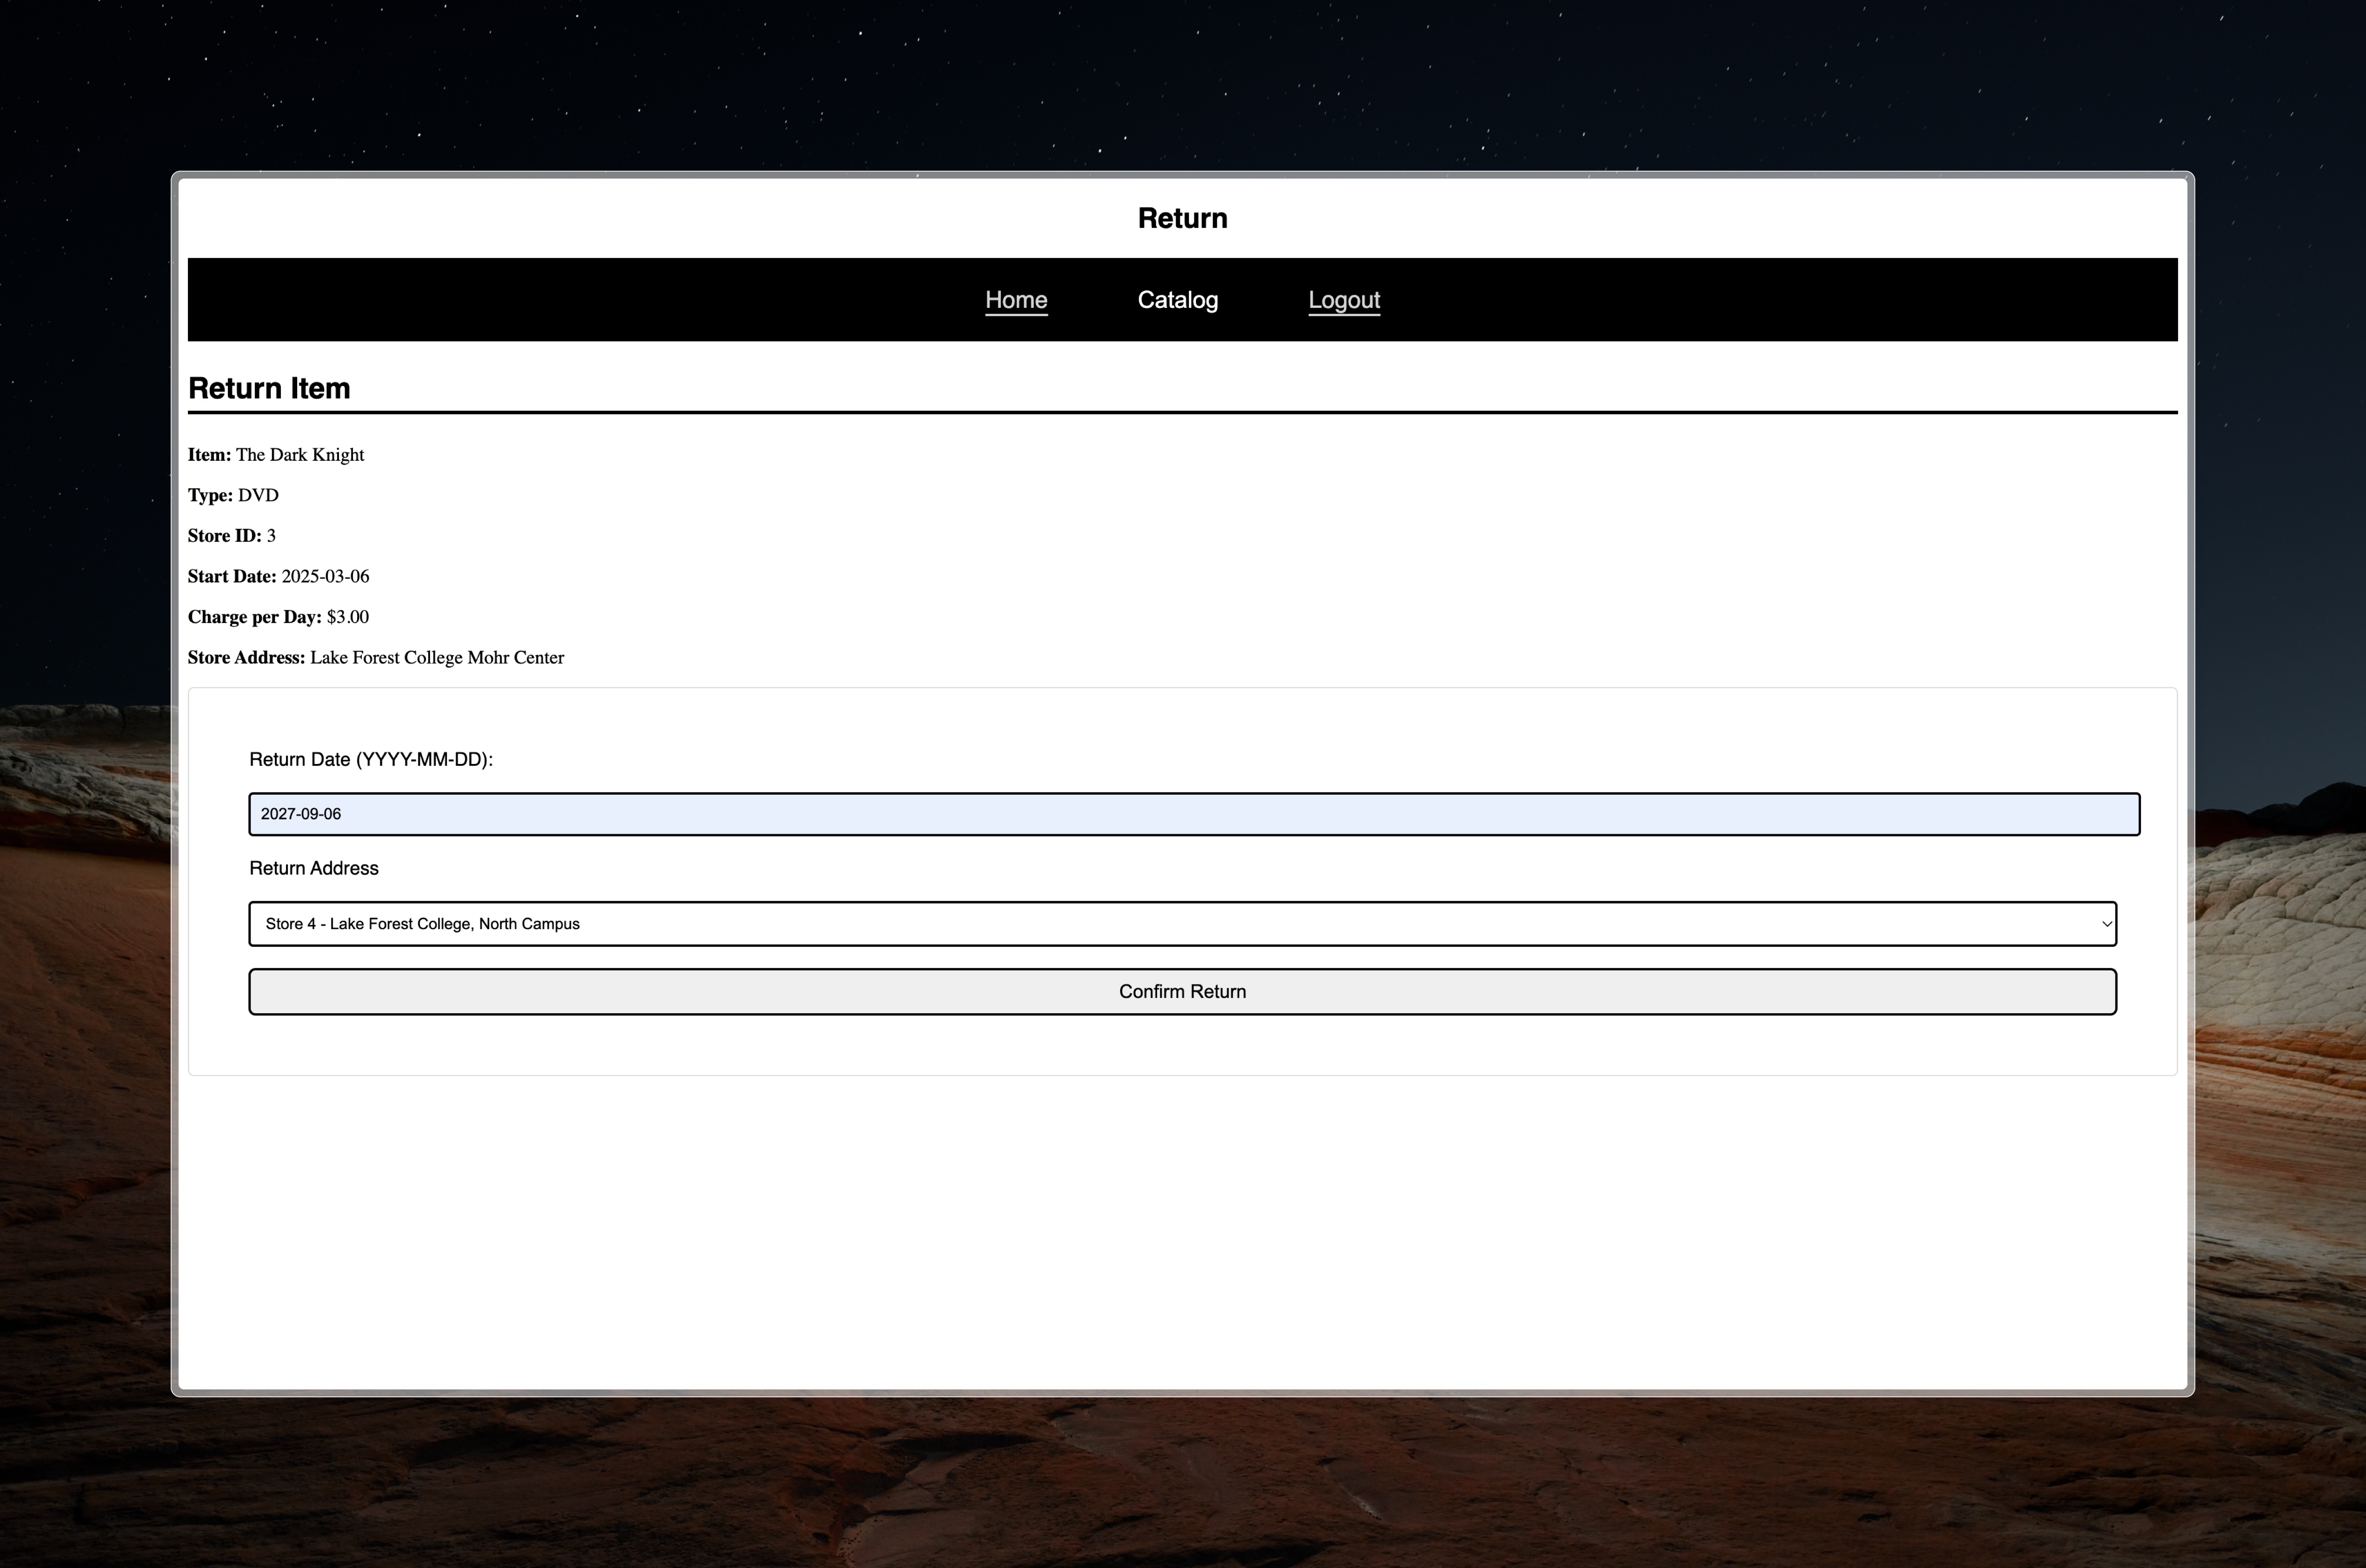 Return
Home Catalog Logout
Return Item
Item: The Dark Knight
Type: DVD
Store ID: 3
Start Date: 2025-03-06
Charge per Day: $3.00
Store Address: Lake Forest College Mohr Center
Return Date (YYYY-MM-DD):
2027-09-06
Return Address
Store 4 - Lake Forest College, North Campus
Confirm Return